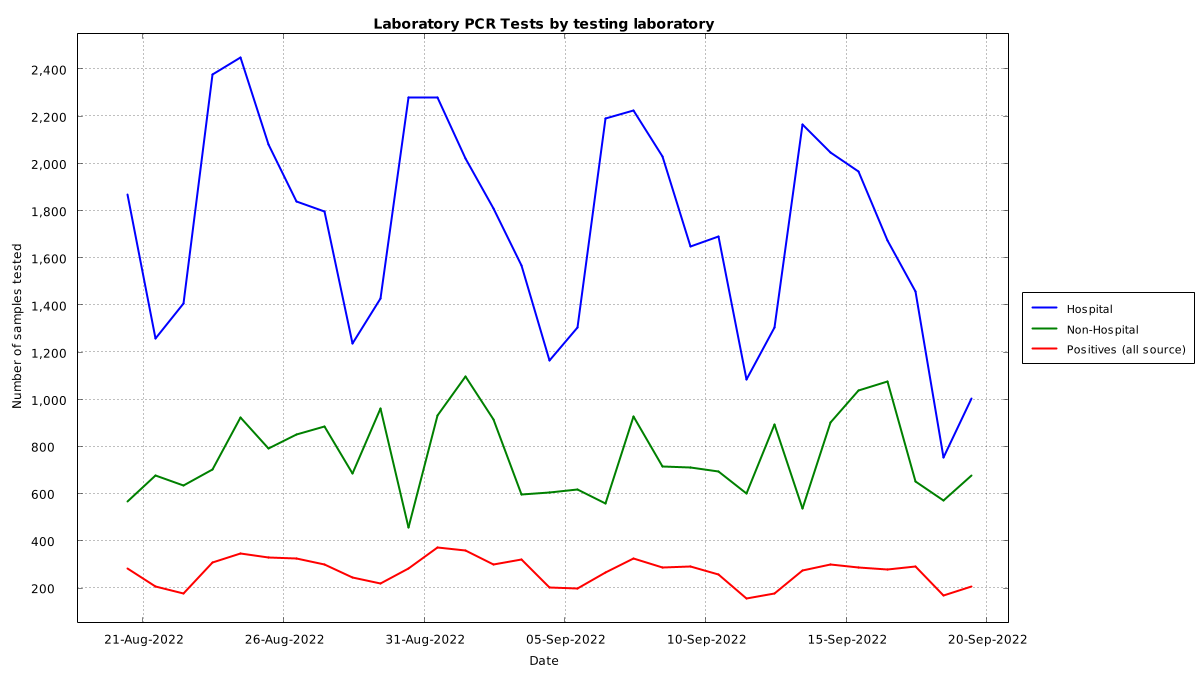 Laboratory PCR Tests by testing laboratory
2,400
2,200
2,000
1,800
1,600
1,400
1,200
1,000
800
600
400
200
Number of samples tested
21-Aug-2022 26-Aug-2022 31-Aug-2022 05-Sep-2022 10-Sep-2022 15-Sep-2022 20-Sep-2022
Date
Hospital
Non-Hospital
Positives (all source)